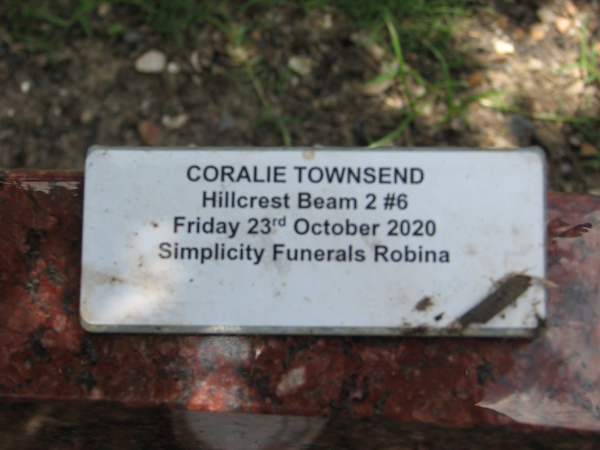 CORALIE TOWNSEND
Hillcrest Beam 2 #6
Friday 23rd October 2020
Simplicity Funerals Robina